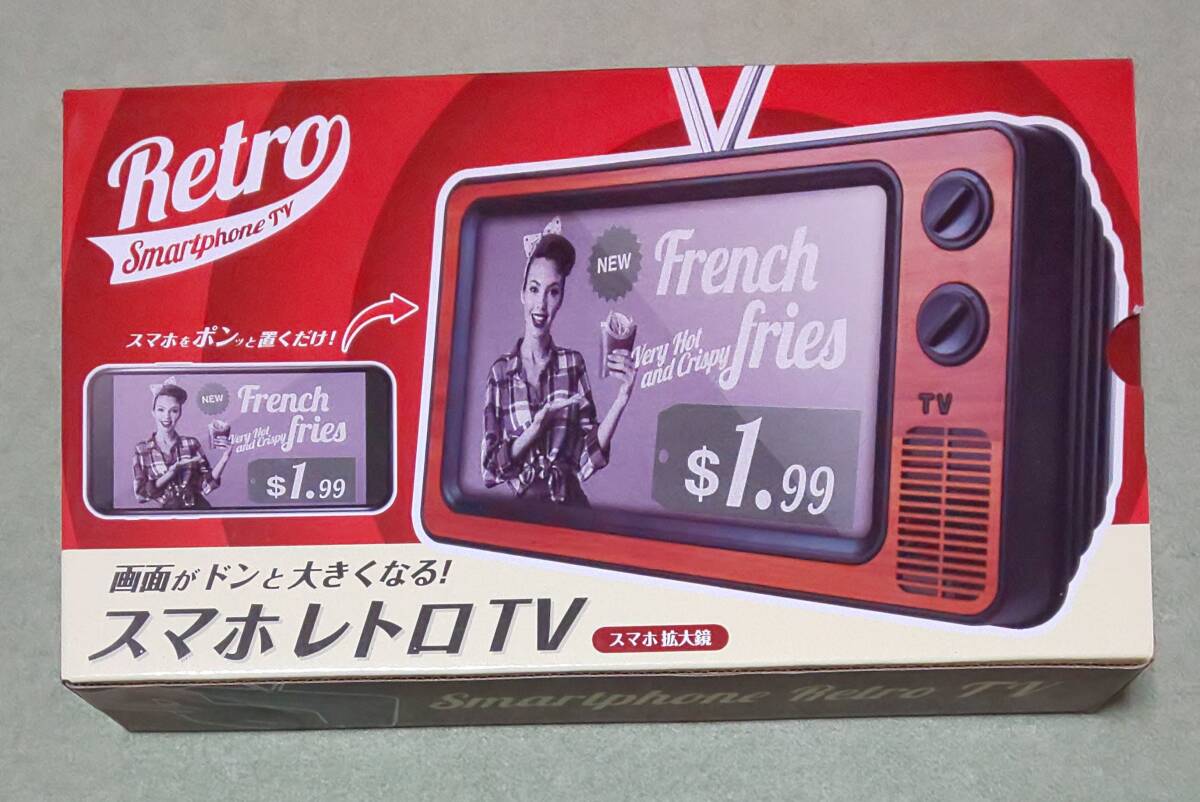 Retro
Smartphone TV
スマホをポンッと置くだけ!
NEW
French
fries
Very Hot
and Crispy
$1.99
NEW
French
fries
Very Hot
and Crispy
$1.99
TV
画面がドンと大きくなる!
スマホレトロTV
スマホ拡大鏡
Smartphone Retro TV